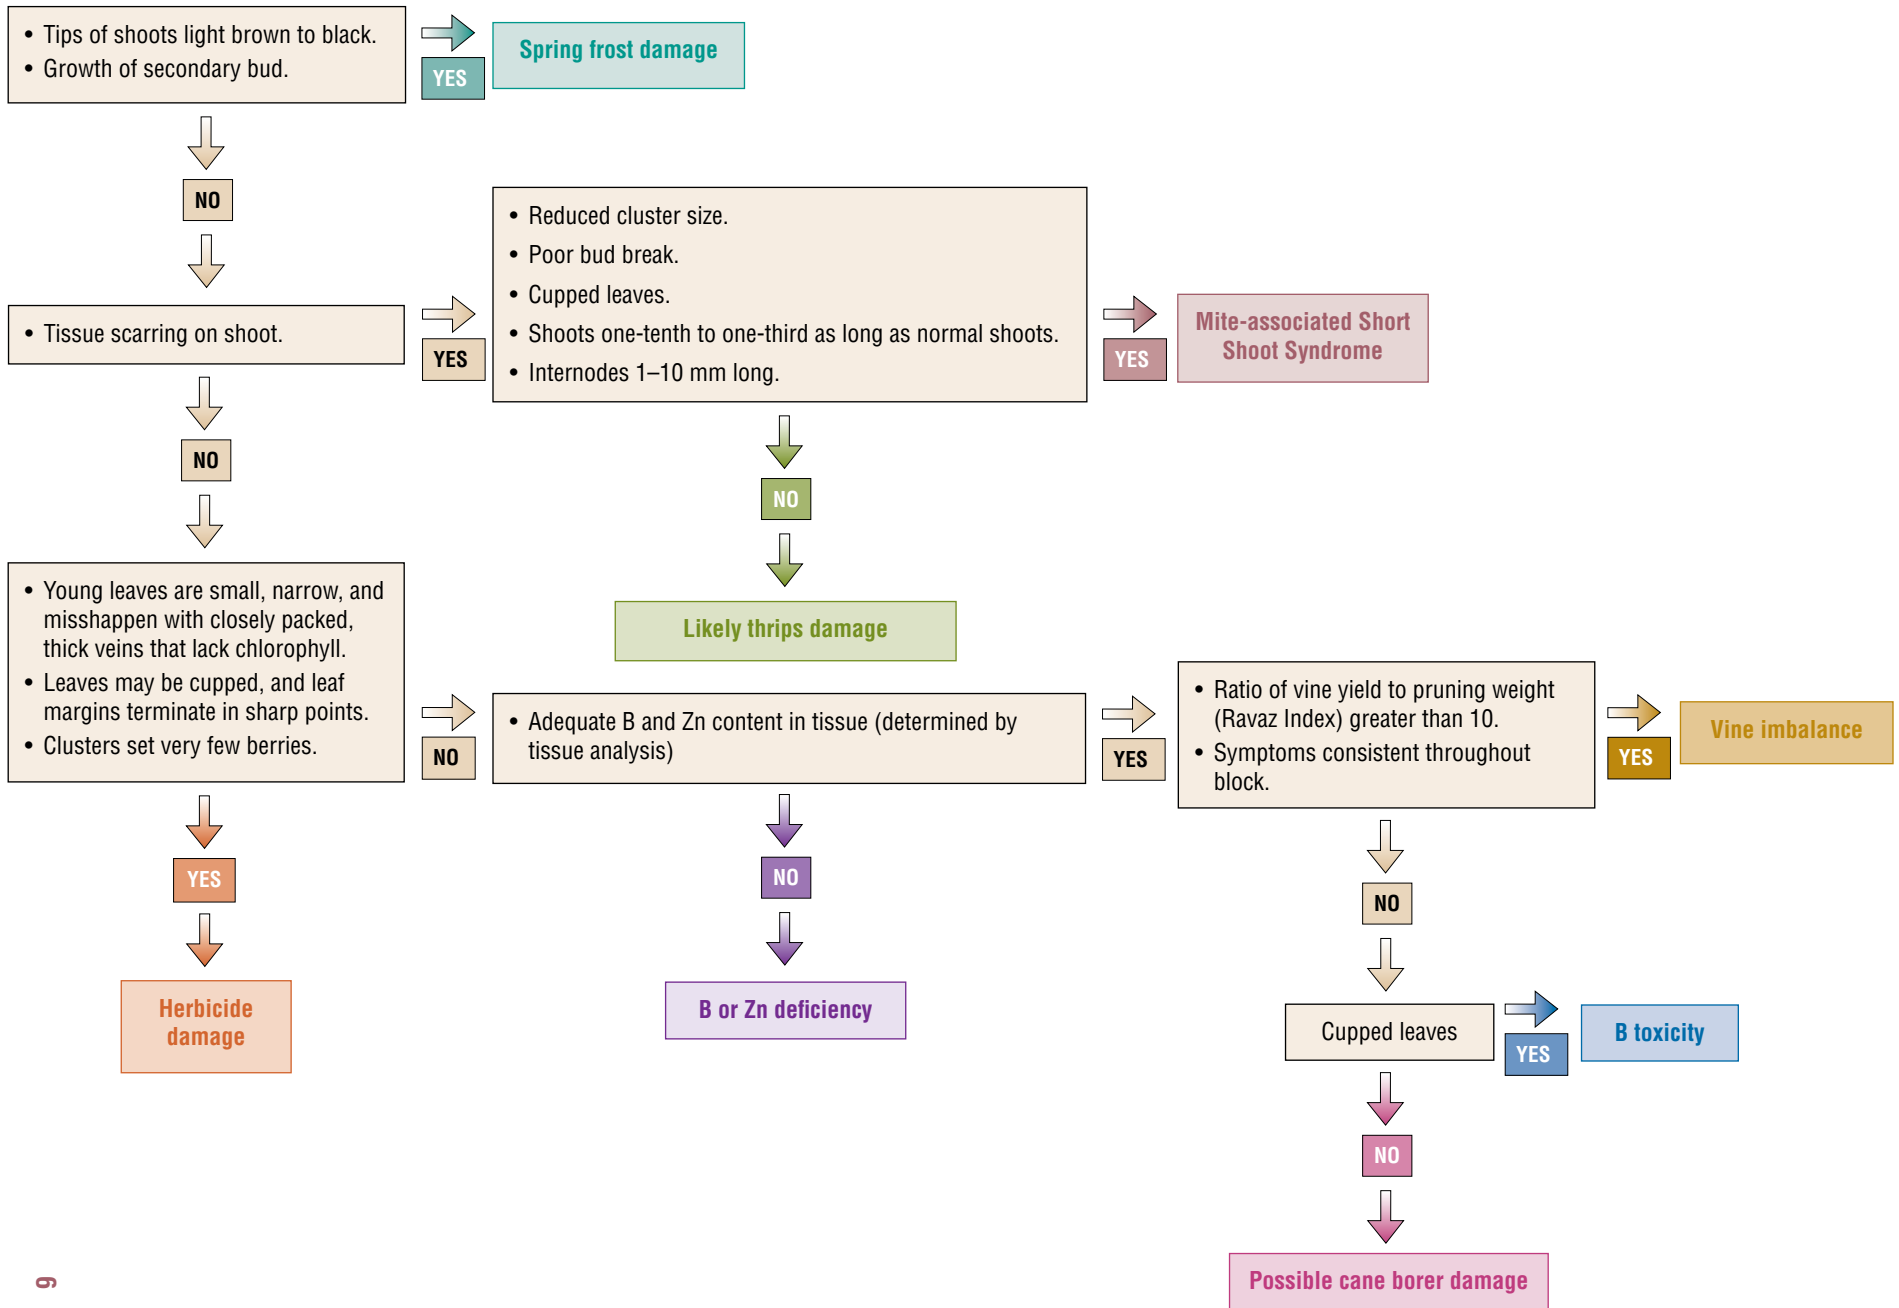 • Tips of shoots light brown to black.
• Growth of secondary bud.
YES
Spring frost damage
NO
• Tissue scarring on shoot.
YES
• Reduced cluster size.
• Poor bud break.
• Cupped leaves.
• Shoots one-tenth to one-third as long as normal shoots.
• Internodes 1–10 mm long.
YES
Mite-associated Short
Shoot Syndrome
NO
NO
Likely thrips damage
• Young leaves are small, narrow, and
misshappen with closely packed,
thick veins that lack chlorophyll.
• Leaves may be cupped, and leaf
margins terminate in sharp points.
• Clusters set very few berries.
NO
• Adequate B and Zn content in tissue (determined by
tissue analysis)
YES
• Ratio of vine yield to pruning weight
(Ravaz Index) greater than 10.
• Symptoms consistent throughout
block.
YES
Vine imbalance
YES
NO
NO
Herbicide
damage
B or Zn deficiency
Cupped leaves
YES
B toxicity
NO
Possible cane borer damage
9